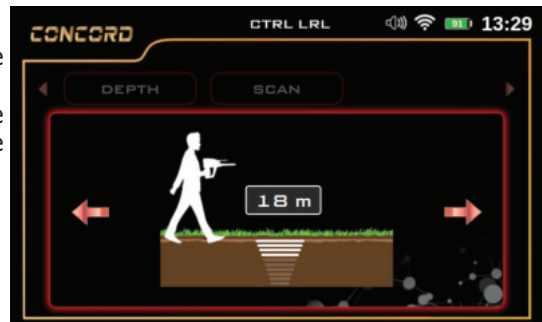 CONCORD
CTRL LRL
91
13:29
DEPTH
SCAN
18 m
e
e
e